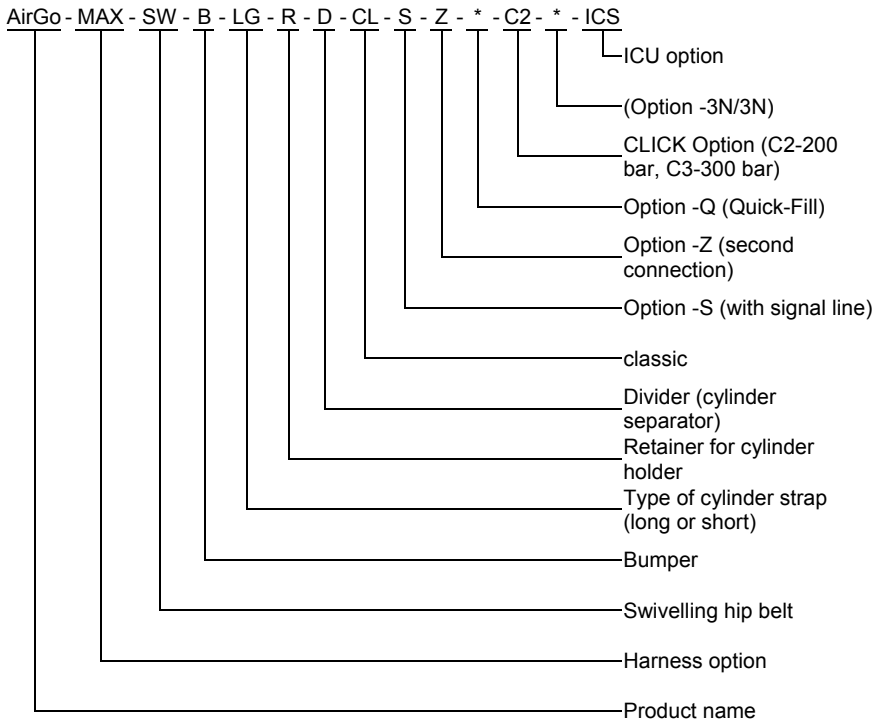 AirGo - MAX - SW - B - LG - R - D - CL - S - Z - * - C2 - * - ICS
ICU option
(Option -3N/3N)
CLICK Option (C2-200
bar, C3-300 bar)
Option -Q (Quick-Fill)
Option -Z (second
connection)
Option -S (with signal line)
classic
Divider (cylinder
separator)
Retainer for cylinder
holder
Type of cylinder strap
(long or short)
Bumper
Swivelling hip belt
Harness option
Product name